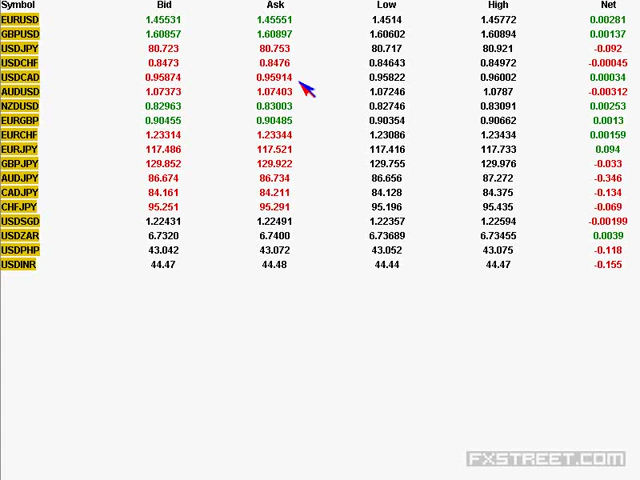 Symbol Bid Ask Low High Net
EURUSD 1.45531 1.45551 1.4514 1.45772 0.00281
GBPUSD 1.60857 1.60897 1.60602 1.60894 0.00137
USDJPY 80.723 80.753 80.717 80.921 -0.092
USDCHF 0.8473 0.8476 0.84643 0.84972 -0.00045
USDCAD 0.95874 0.95914 0.95822 0.96002 0.00034
AUDUSD 1.07373 1.07403 1.07246 1.0787 -0.00312
NZDUSD 0.82963 0.83003 0.82746 0.83091 0.00253
EURGBP 0.90455 0.90485 0.90354 0.90662 0.0013
EURCHF 1.23314 1.23344 1.23086 1.23434 0.00159
EURJPY 117.486 117.521 117.416 117.733 0.094
GBPJPY 129.852 129.922 129.755 129.976 -0.033
AUDJPY 86.674 86.734 86.656 87.272 -0.346
CADJPY 84.161 84.211 84.128 84.375 -0.134
CHFJPY 95.251 95.291 95.196 95.435 -0.069
USDSGD 1.22431 1.22491 1.22357 1.22594 -0.00199
USDZAR 6.7320 6.7400 6.73689 6.73455 0.0039
USDPHP 43.042 43.072 43.052 43.075 -0.118
USDINR 44.47 44.48 44.44 44.47 -0.155
FXSTREET.COM